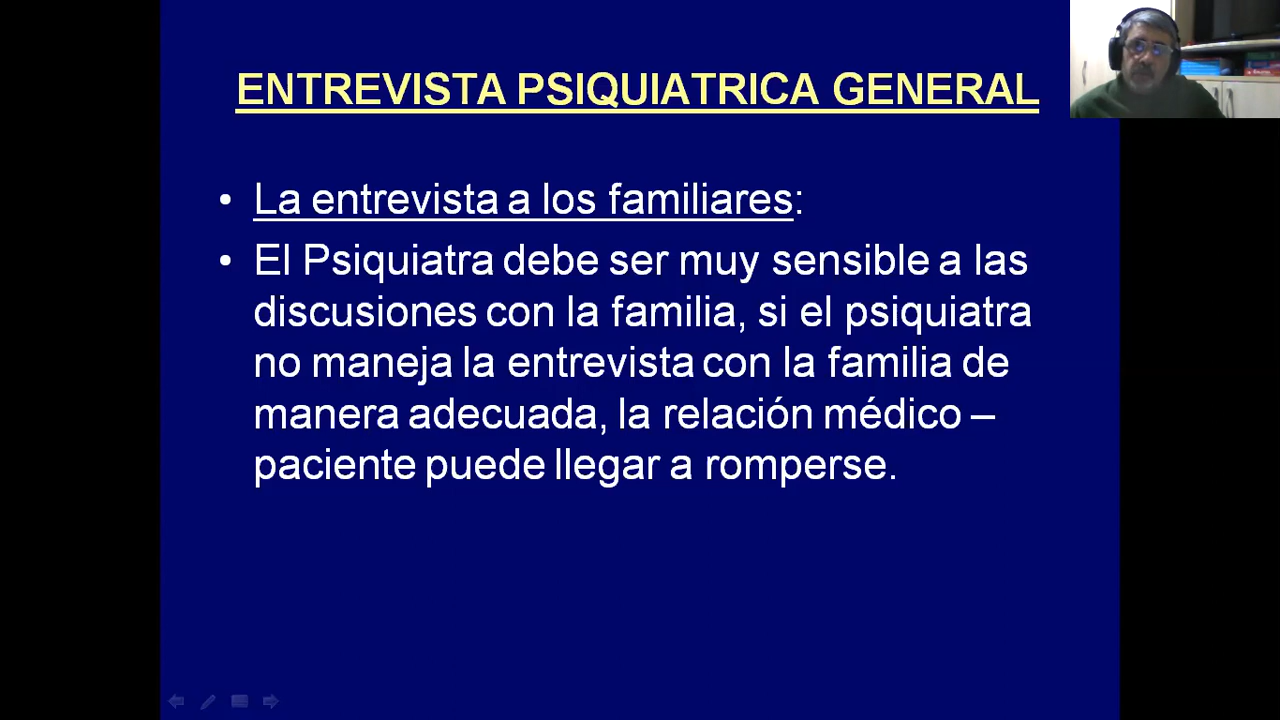 ENTREVISTA PSIQUIATRICA GENERAL
• La entrevista a los familiares:
• El Psiquiatra debe ser muy sensible a las
discusiones con la familia, si el psiquiatra
no maneja la entrevista con la familia de
manera adecuada, la relación médico –
paciente puede llegar a romperse.